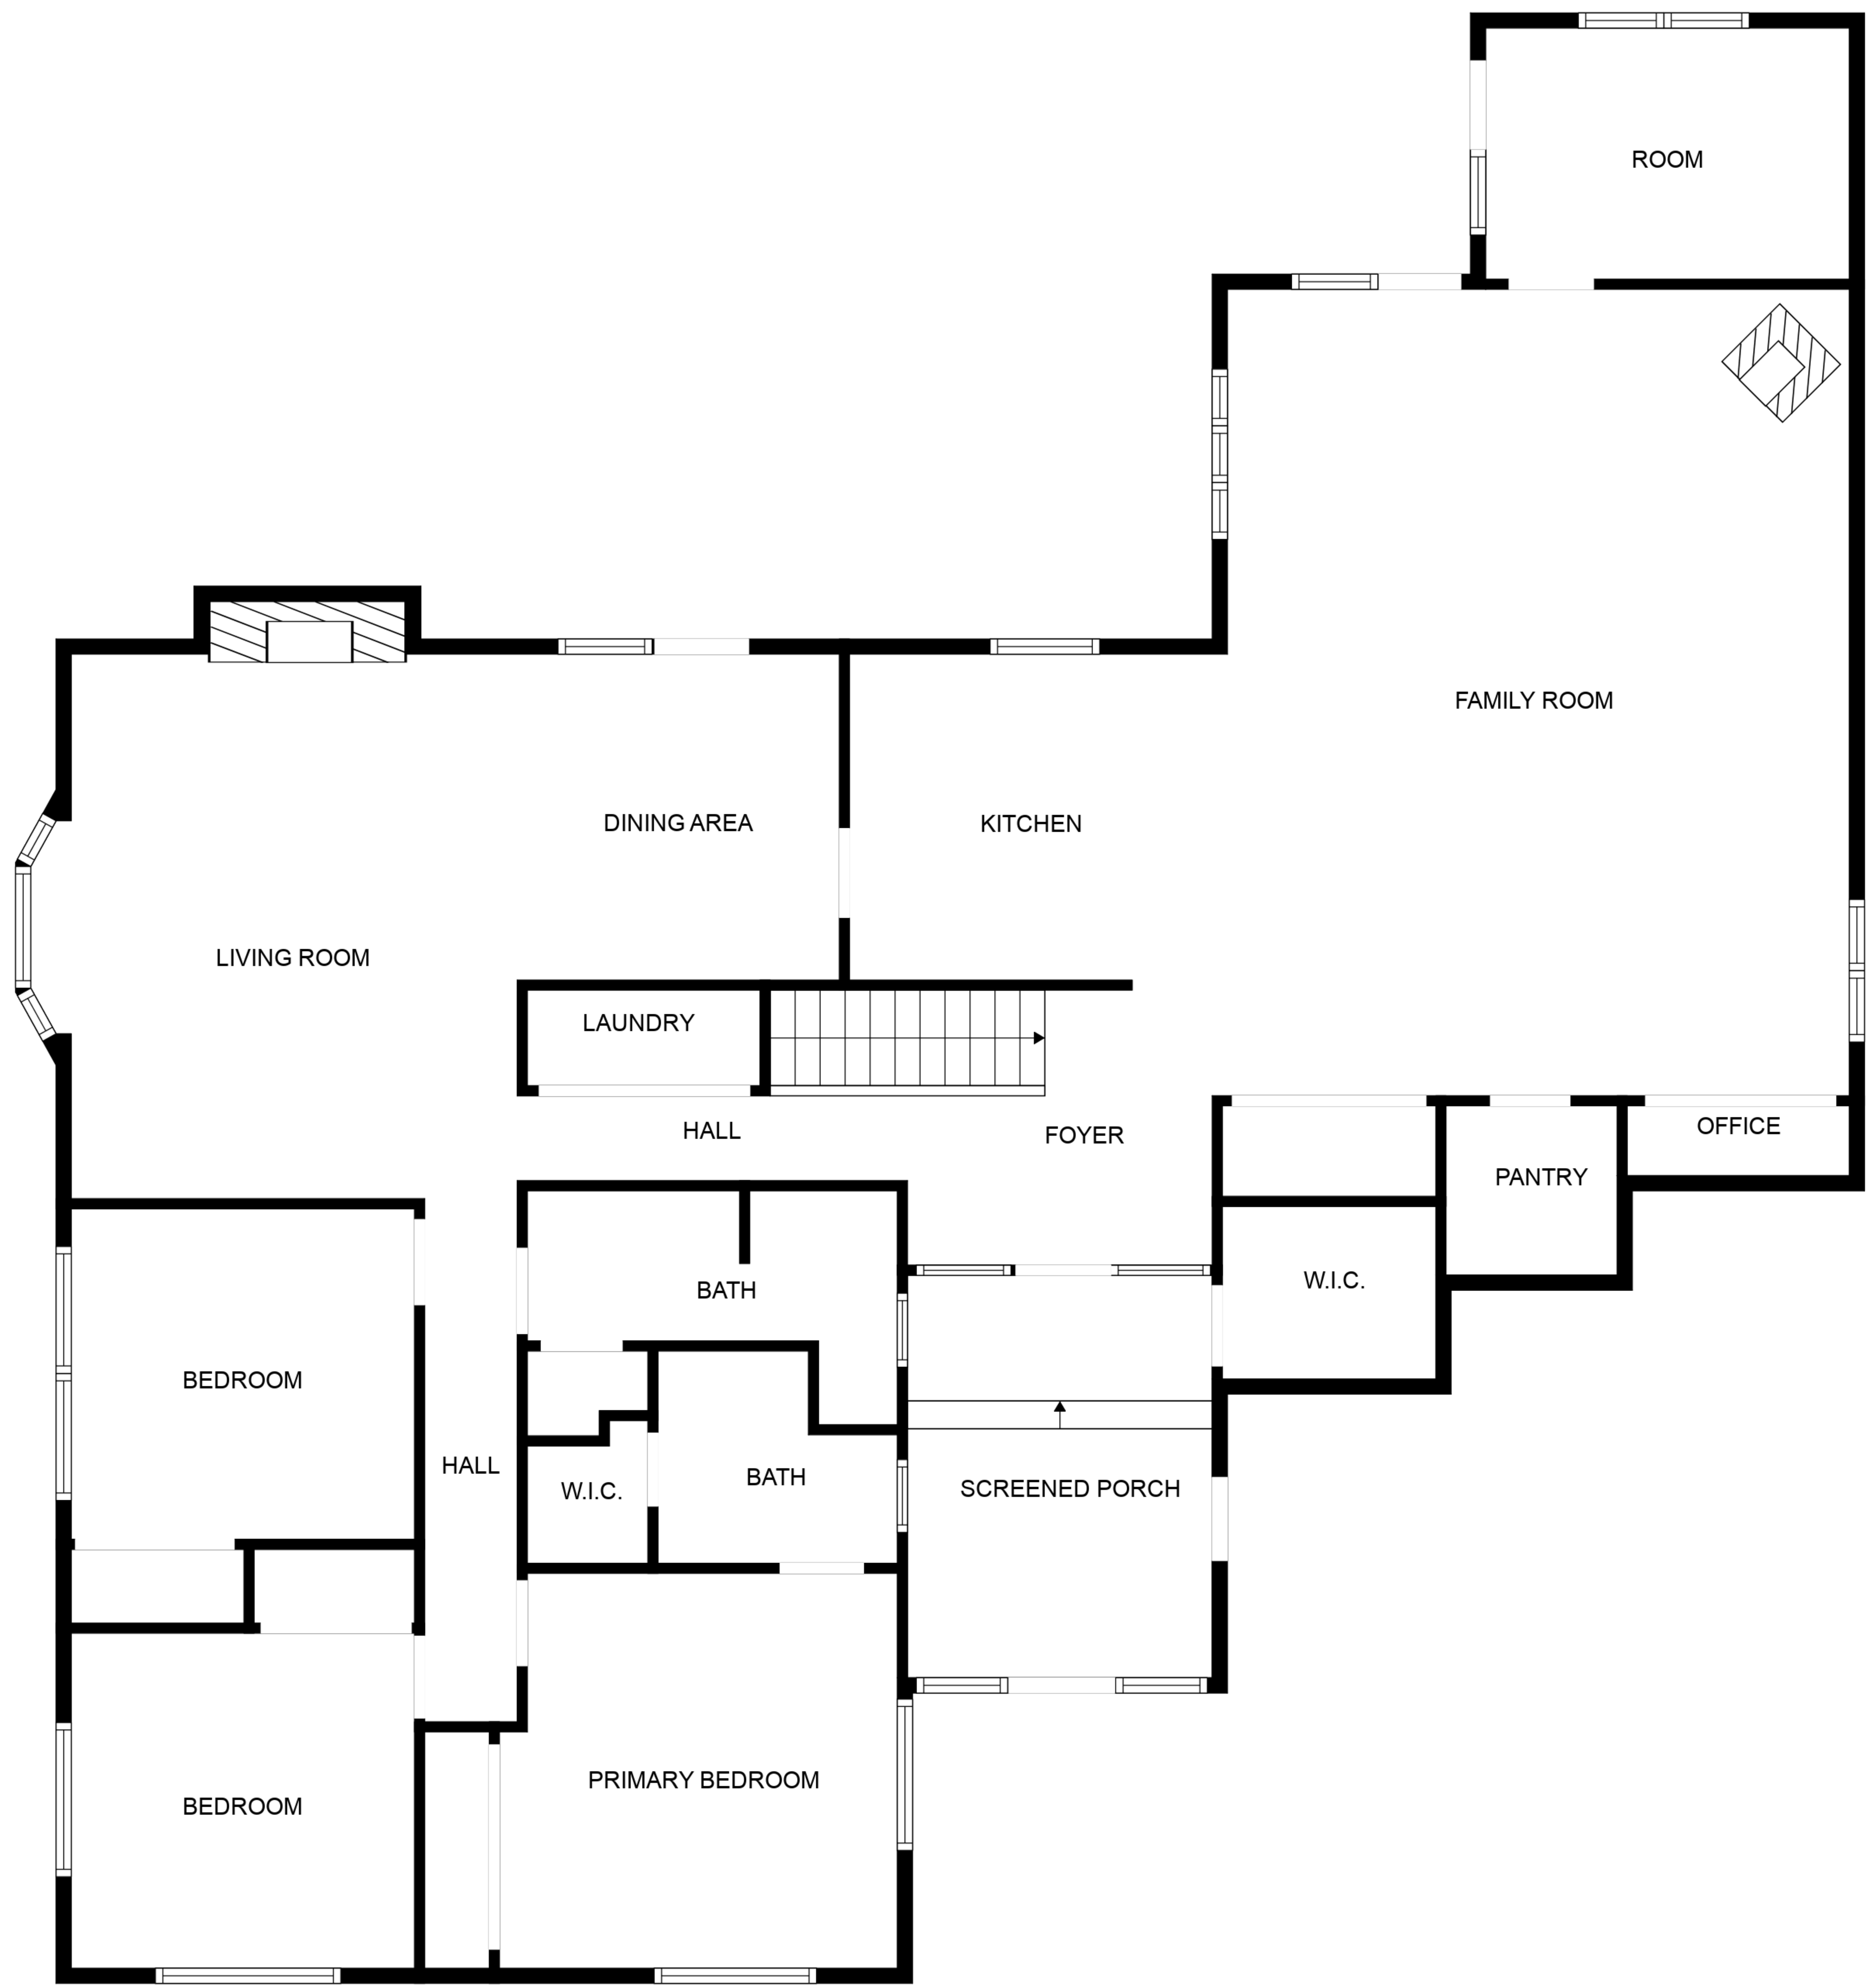 ROOM
FAMILY ROOM
DINING AREA
KITCHEN
LIVING ROOM
LAUNDRY
HALL
FOYER
OFFICE
PANTRY
BATH
W.I.C.
BEDROOM
HALL
W.I.C.
BATH
SCREENED PORCH
PRIMARY BEDROOM
BEDROOM